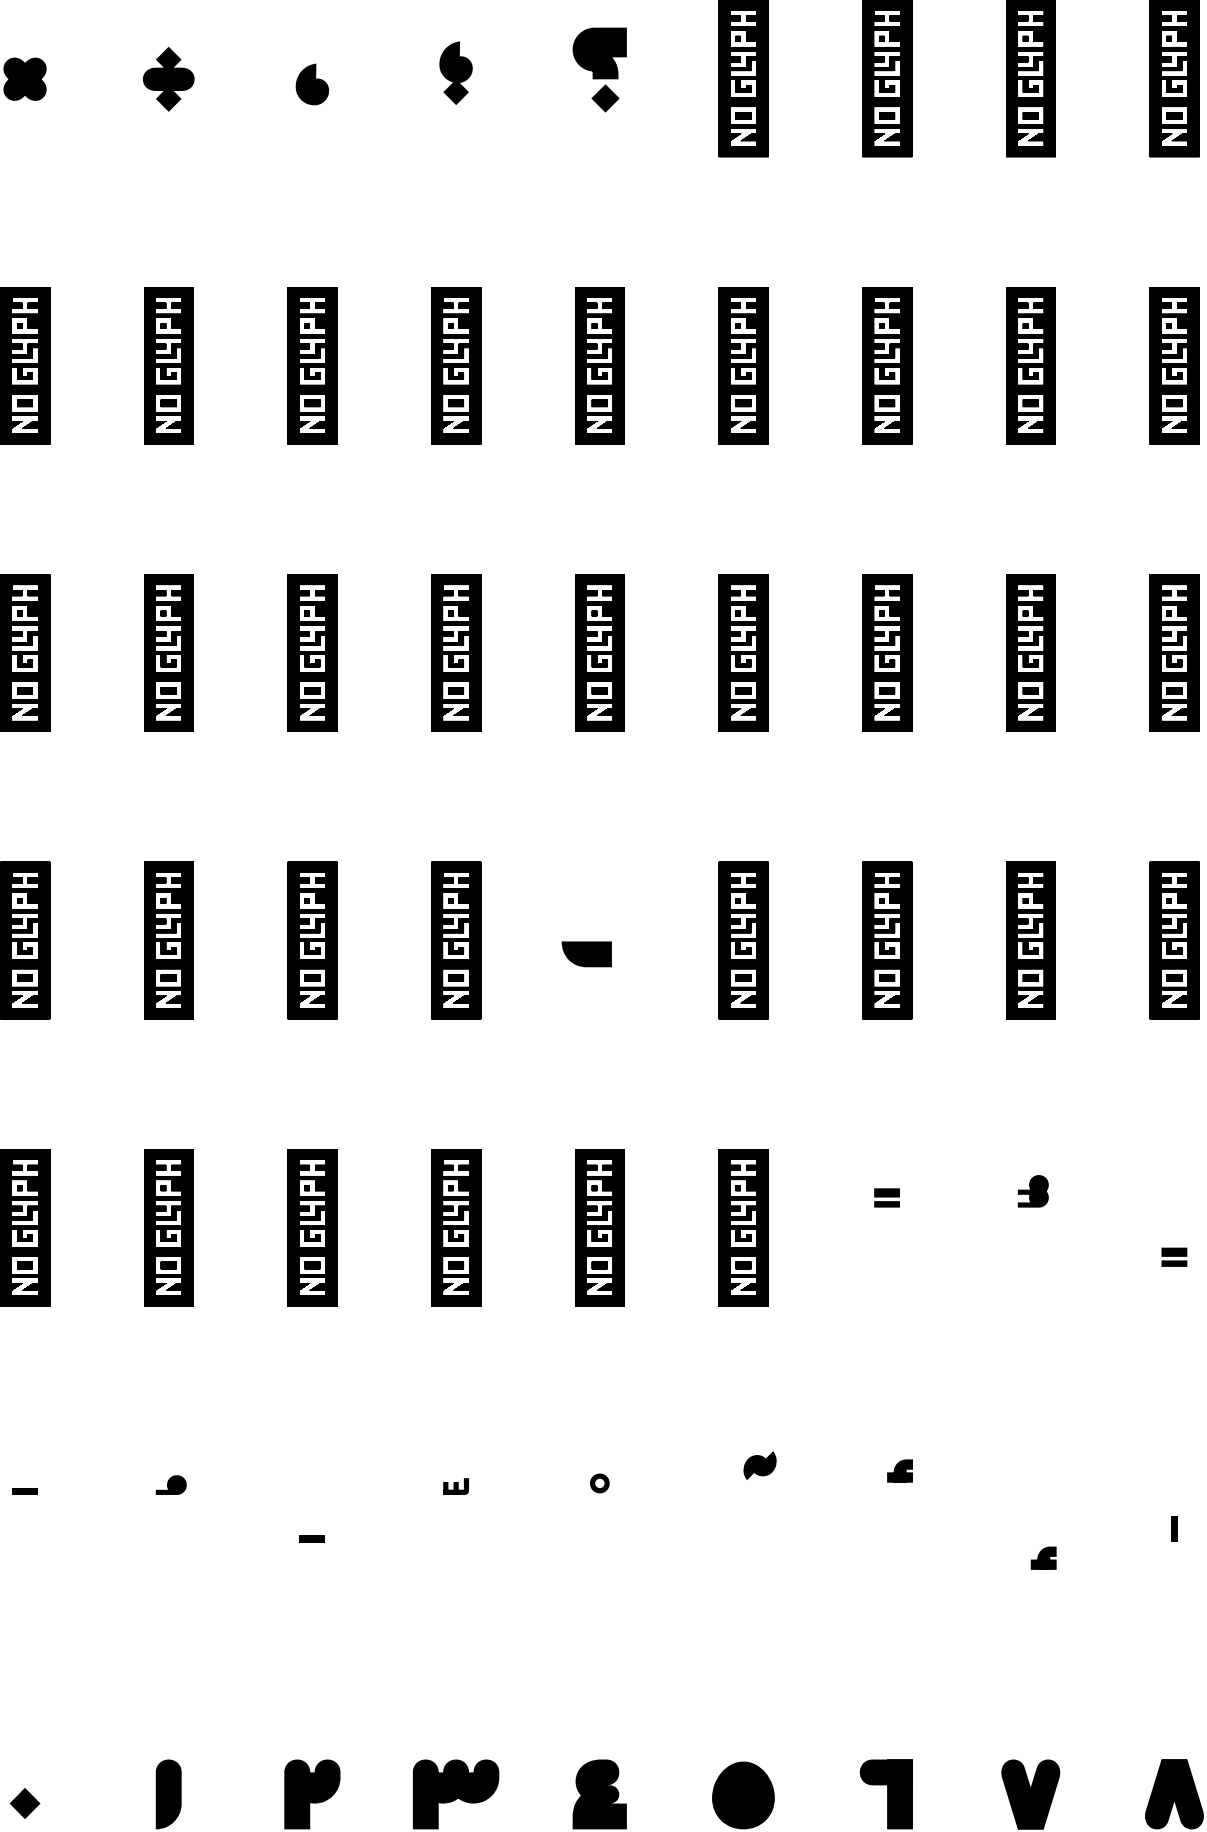 × ÷ ، ؛ ؟ NO GLYPH NO GLYPH NO GLYPH NO GLYPH
NO GLYPH NO GLYPH NO GLYPH NO GLYPH NO GLYPH NO GLYPH NO GLYPH NO GLYPH NO GLYPH
NO GLYPH NO GLYPH NO GLYPH NO GLYPH NO GLYPH NO GLYPH NO GLYPH NO GLYPH NO GLYPH
NO GLYPH NO GLYPH NO GLYPH NO GLYPH ـ NO GLYPH NO GLYPH NO GLYPH NO GLYPH
NO GLYPH NO GLYPH NO GLYPH NO GLYPH NO GLYPH NO GLYPH ً ٌ ٍ
َ ُ ِ ّ ْ ٓ ٔ ٕ ٰ
٠ ١ ٢ ٣ ٤ ٥ ٦ ٧ ٨